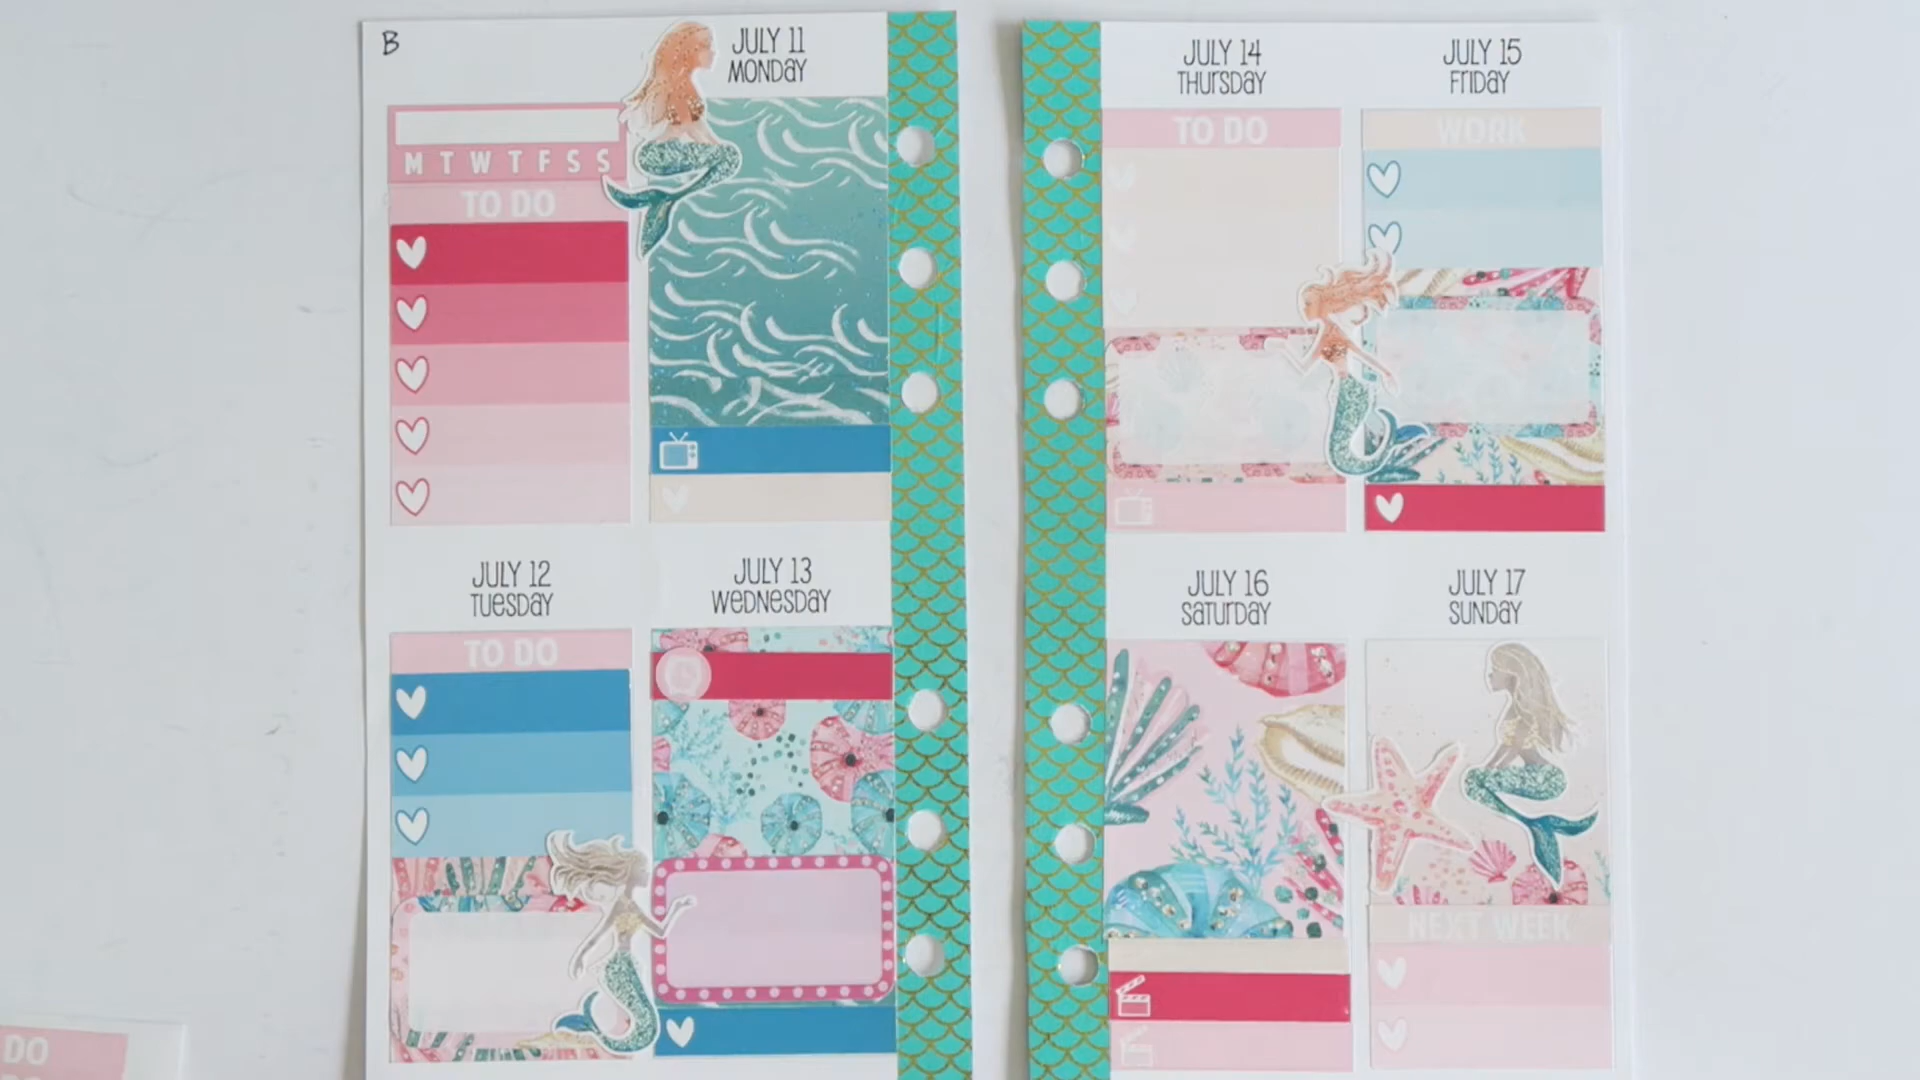 B
M T W T F S S
TO DO
JULY 11
MONDAY
JULY 12
TUESDAY
TO DO
JULY 13
WEDNESDAY
JULY 14
THURSDAY
TO DO
JULY 15
FRIDAY
WORK
JULY 16
SATURDAY
JULY 17
SUNDAY
NEXT WEEK
DO